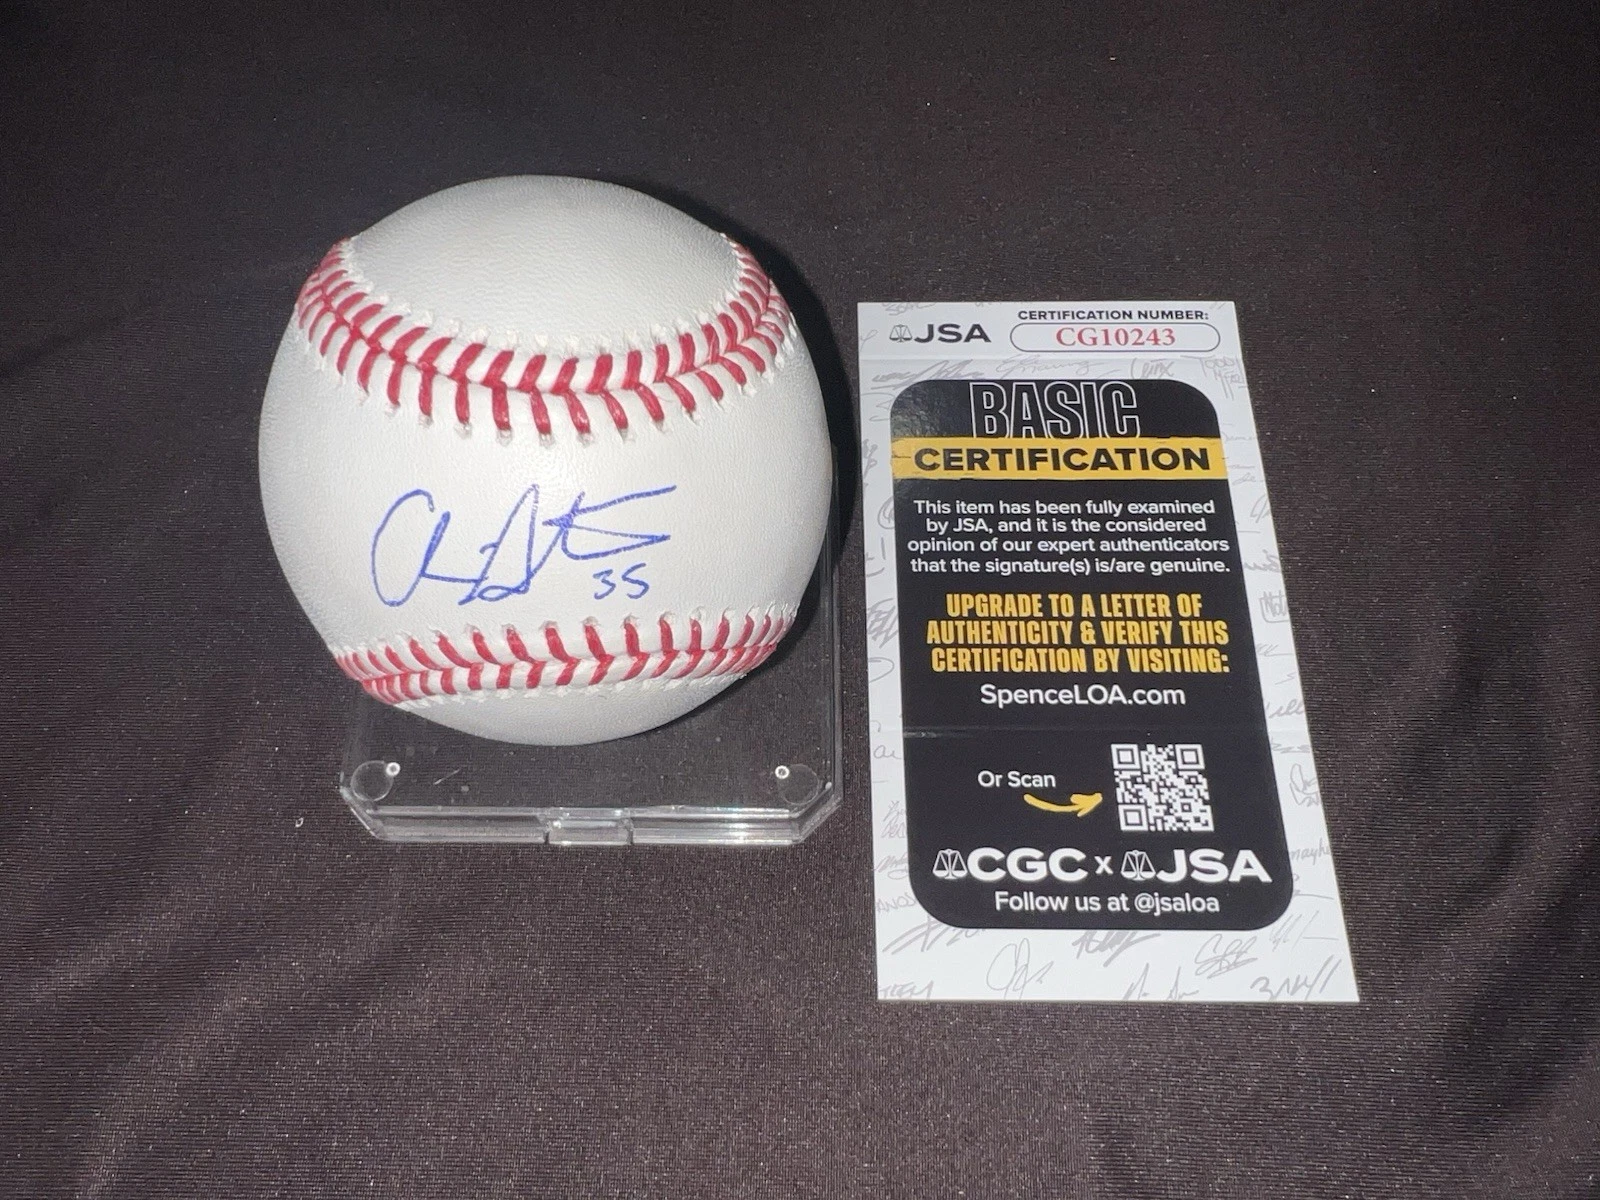 35
JSA
CERTIFICATION NUMBER:
CG10243
BASIC
CERTIFICATION
This item has been fully examined
by JSA, and it is the considered
opinion of our expert authenticators
that the signature(s) is/are genuine.
UPGRADE TO A LETTER OF
AUTHENTICITY & VERIFY THIS
CERTIFICATION BY VISITING:
SpenceLOA.com
Or Scan
CGC x JSA
Follow us at @jsaloa